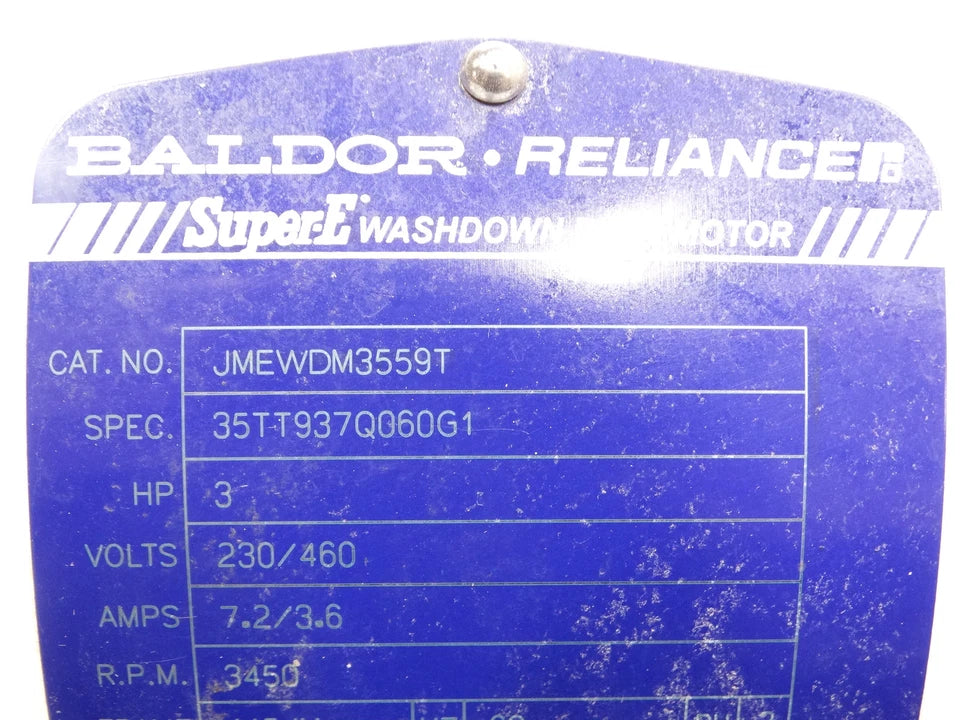 BALDOR • RELIANCE
Super-E WASHDOWN MOTOR
CAT. NO. JMEWDM3559T
SPEC. 35TT937Q060G1
HP 3
VOLTS 230/460
AMPS 7.2/3.6
R.P.M. 3450